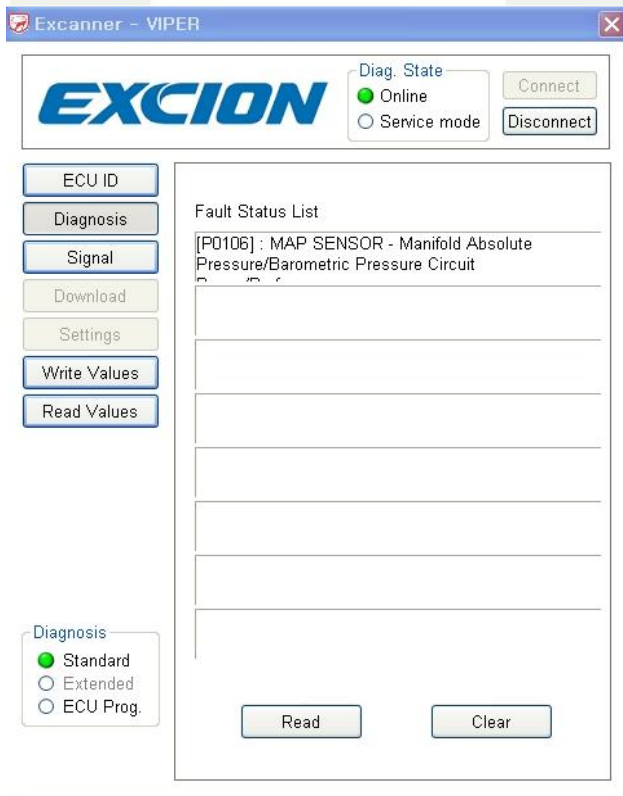 Excanner - VIPER
EXCION
Diag. State
Online
Service mode
Connect
Disconnect
ECU ID
Diagnosis
Signal
Download
Settings
Write Values
Read Values
Fault Status List
[P0106] : MAP SENSOR - Manifold Absolute
Pressure/Barometric Pressure Circuit
Diagnosis
Standard
Extended
ECU Prog.
Read
Clear